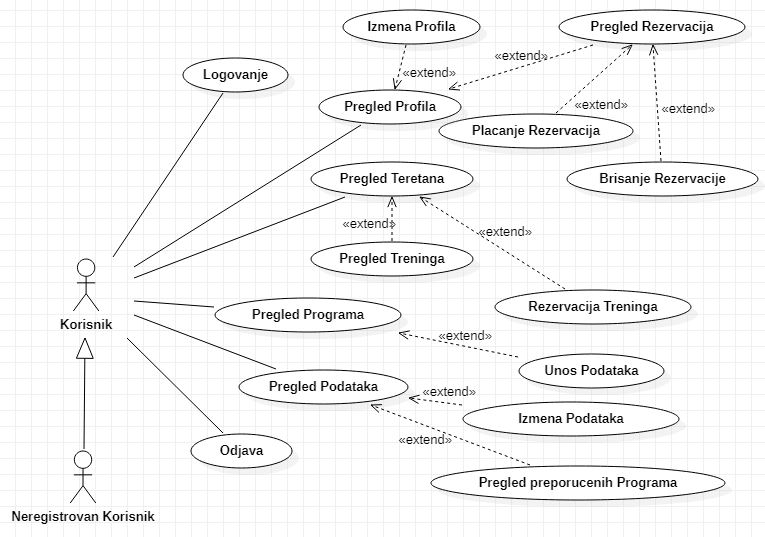 Izmena Profila
Pregled Rezervacija
«extend»
«extend»
Logovanje
Pregled Profila
«extend»
«extend»
Placanje Rezervacija
Pregled Teretana
Brisanje Rezervacije
«extend»
«extend»
Pregled Treninga
Rezervacija Treninga
Pregled Programa
Korisnik
«extend»
Unos Podataka
Pregled Podataka
«extend»
Izmena Podataka
«extend»
Odjava
Pregled preporucenih Programa
Neregistrovan Korisnik